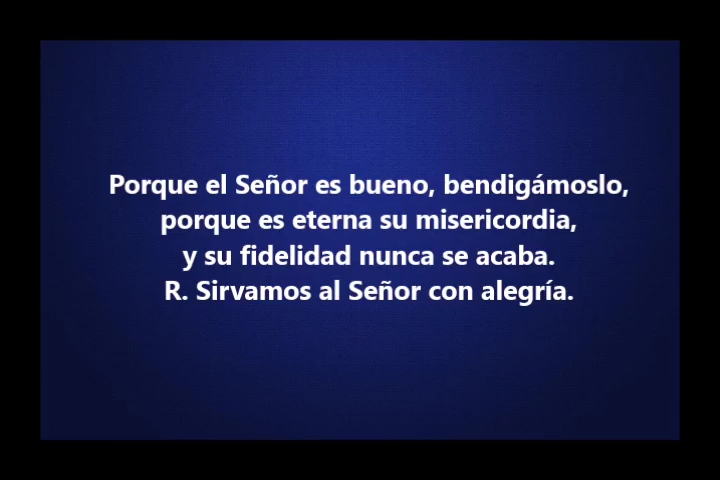 Porque el Señor es bueno, bendigámoslo,
porque es eterna su misericordia,
y su fidelidad nunca se acaba.
R. Sirvamos al Señor con alegría.